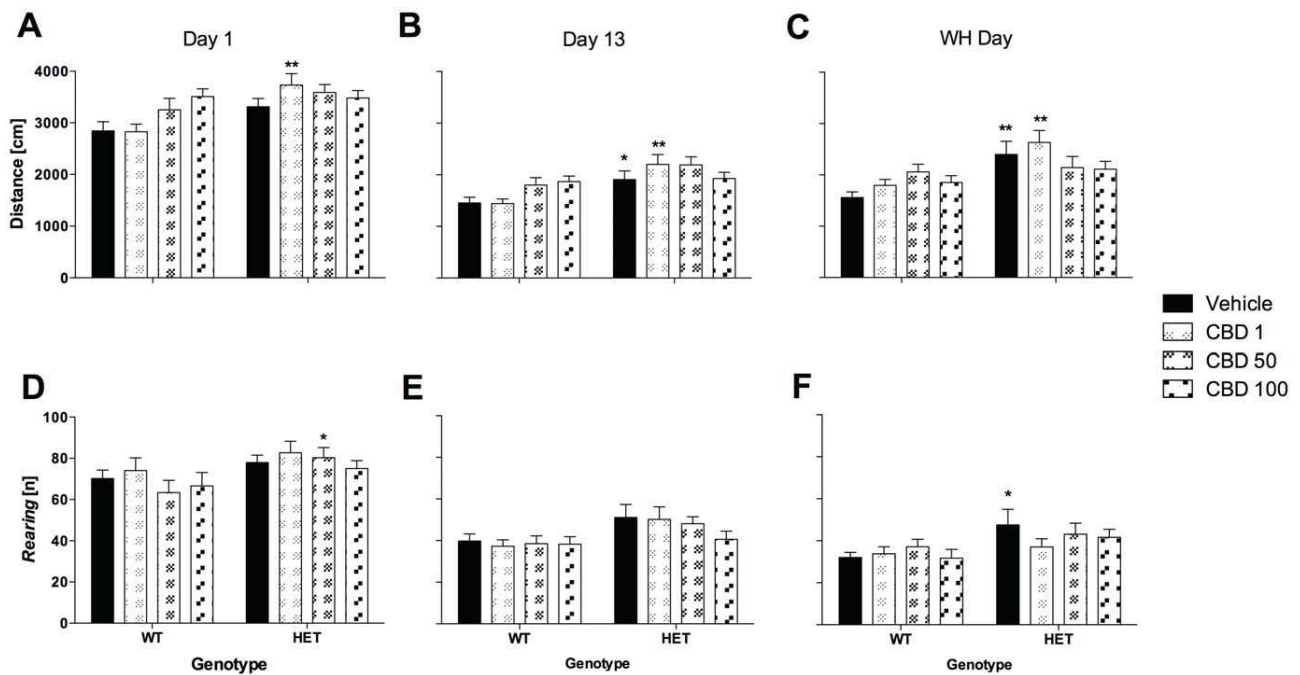 A
Day 1
B
Day 13
C
WH Day
**
* **
** **
Distance [cm]
4000
3000
2000
1000
0
Vehicle
CBD 1
CBD 50
CBD 100
D
E
F
*
*
Rearing [n]
100
80
60
40
20
0
WT HET
WT HET
WT HET
Genotype
Genotype
Genotype